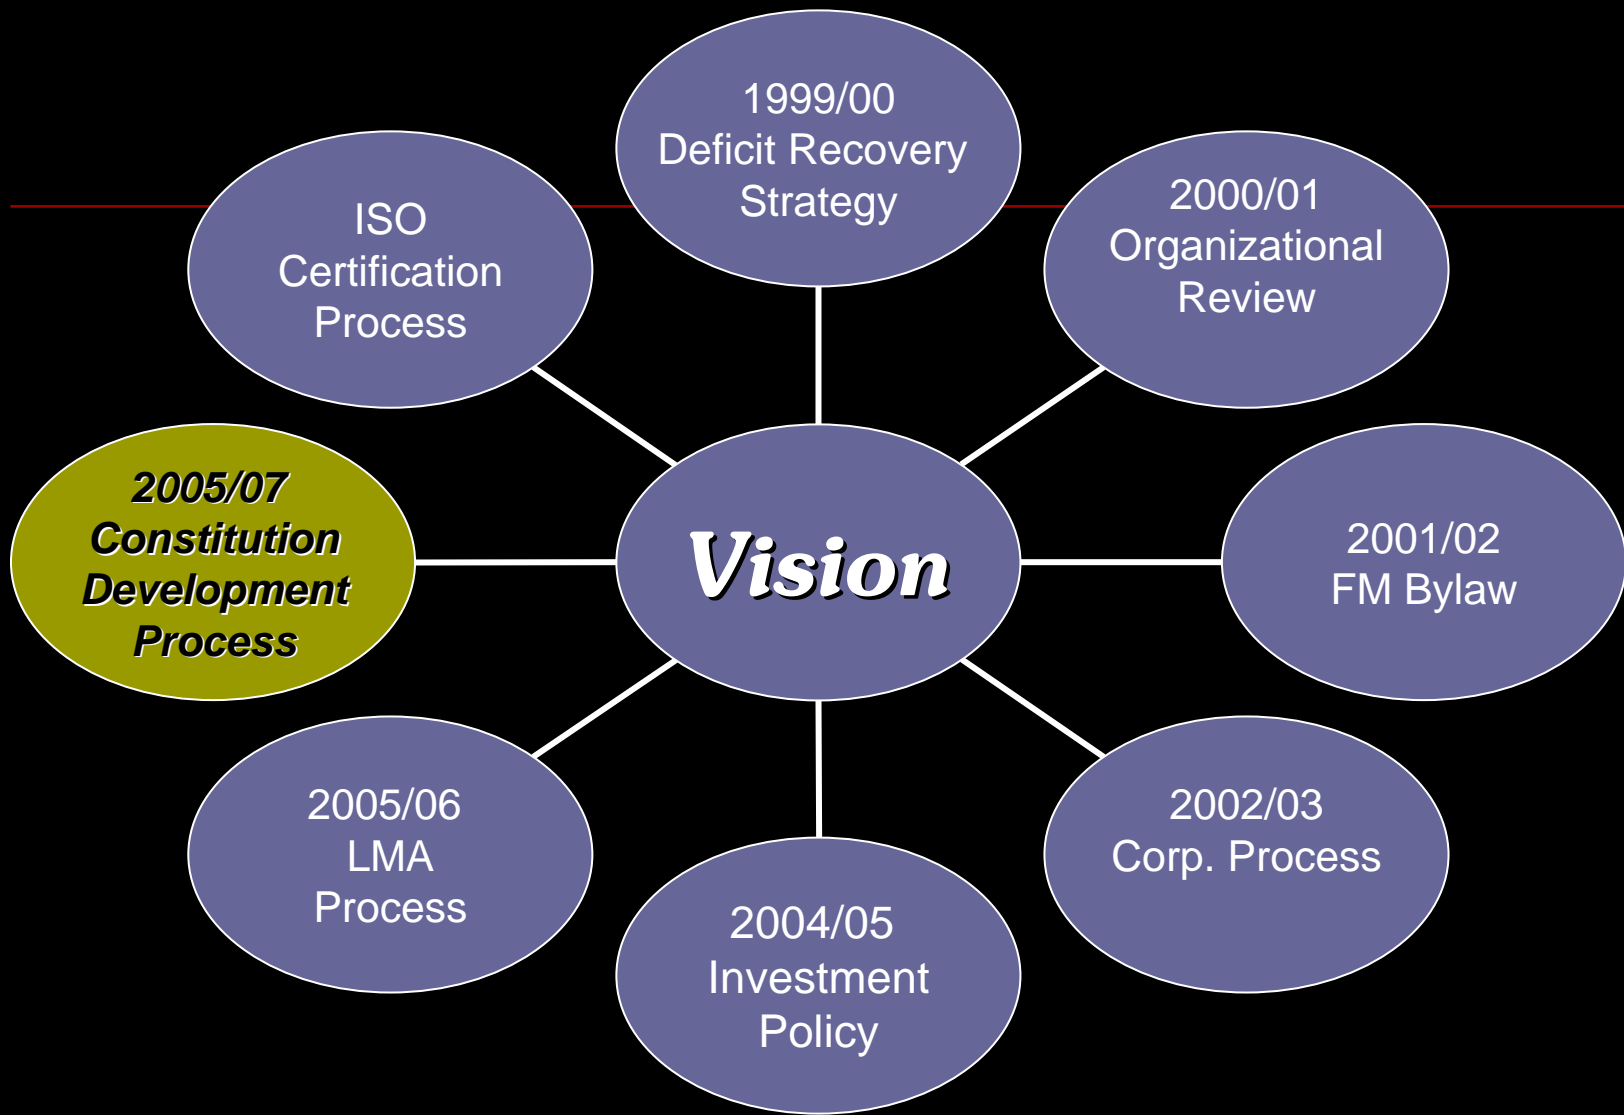 1999/00
Deficit Recovery
Strategy
2000/01
Organizational
Review
2001/02
FM Bylaw
2002/03
Corp. Process
2004/05
Investment
Policy
2005/06
LMA
Process
2005/07
Constitution
Development
Process
ISO
Certification
Process
Vision